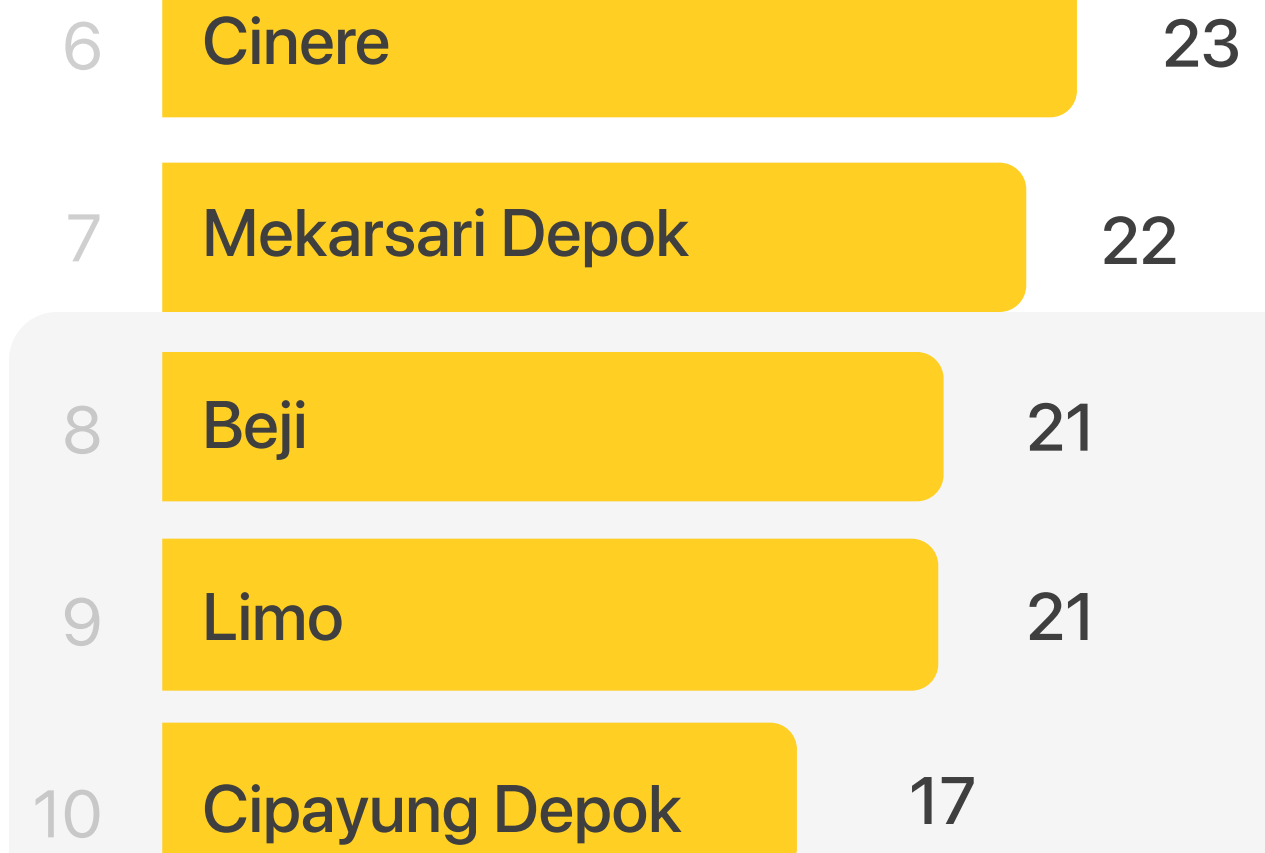 6 Cinere 23
7 Mekarsari Depok 22
8 Beji 21
9 Limo 21
10 Cipayung Depok 17